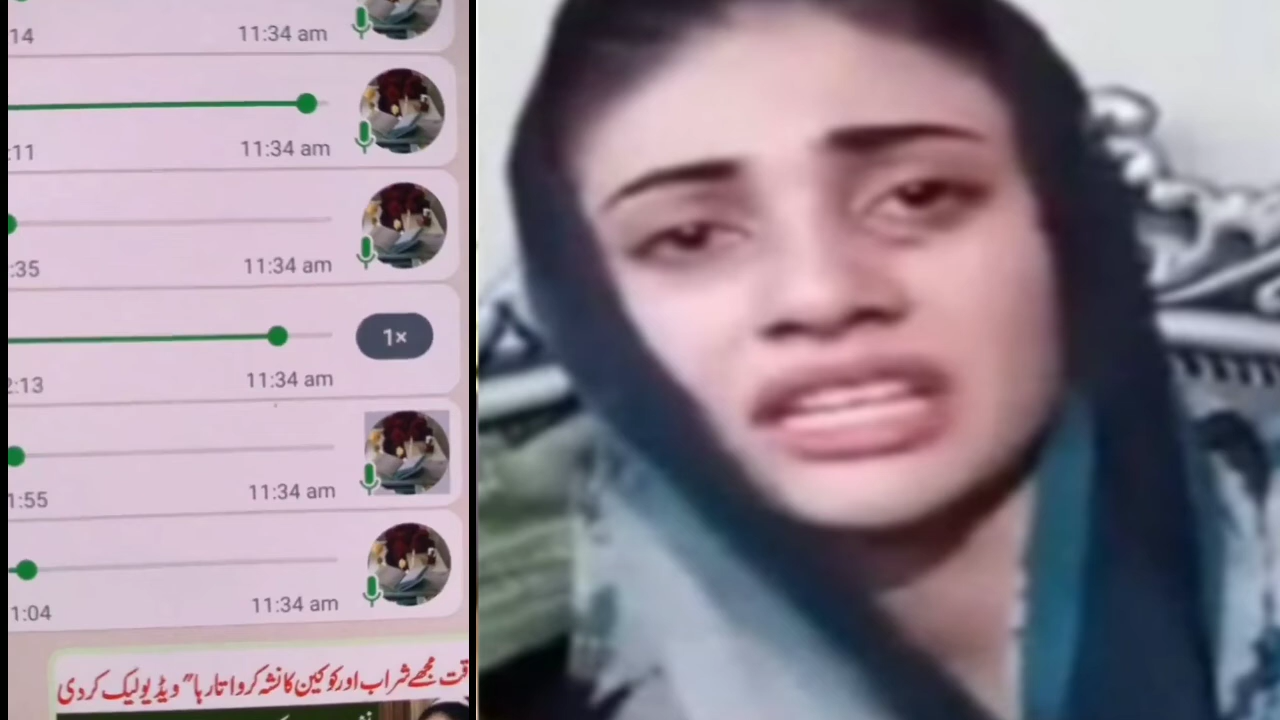 14
11:34 am
:11
11:34 am
:35
11:34 am
1×
2:13
11:34 am
1:55
11:34 am
1:04
11:34 am
مجھے شراب اور کوکین کا نشہ کرواتا رہا” ویڈیو لیک کر دی